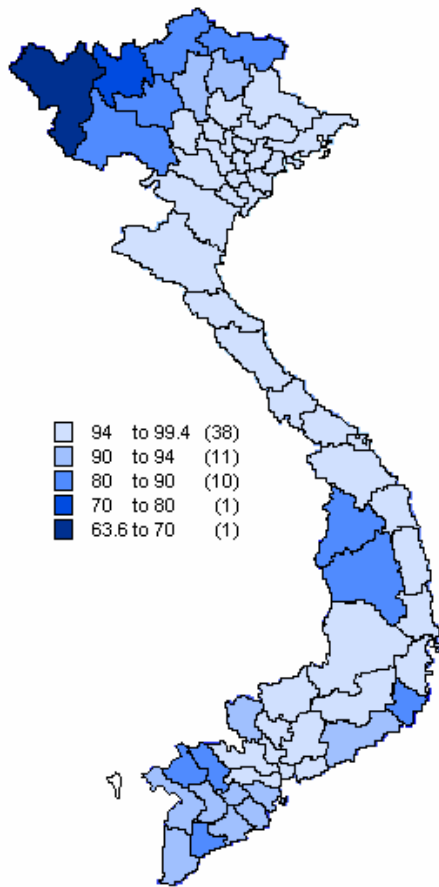 94 to 99.4 (38)
90 to 94 (11)
80 to 90 (10)
70 to 80 (1)
63.6 to 70 (1)